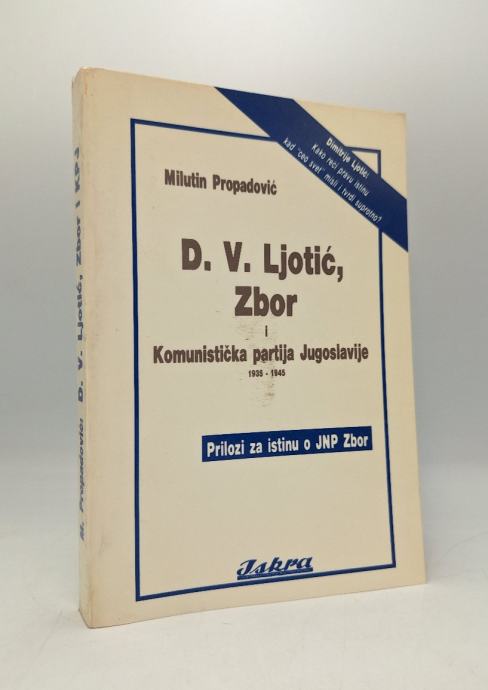 Dimitrije Ljotić:
Kako reći pravu istinu
kad "ceo svet" misli i tvrdi suprotno?
Milutin Propadović
D. V. Ljotić,
Zbor
i
Komunistička partija Jugoslavije
1935 - 1945
Prilozi za istinu o JNP Zbor
Iskra
M. Propadović: D. V. Ljotić, Zbor i KPJ